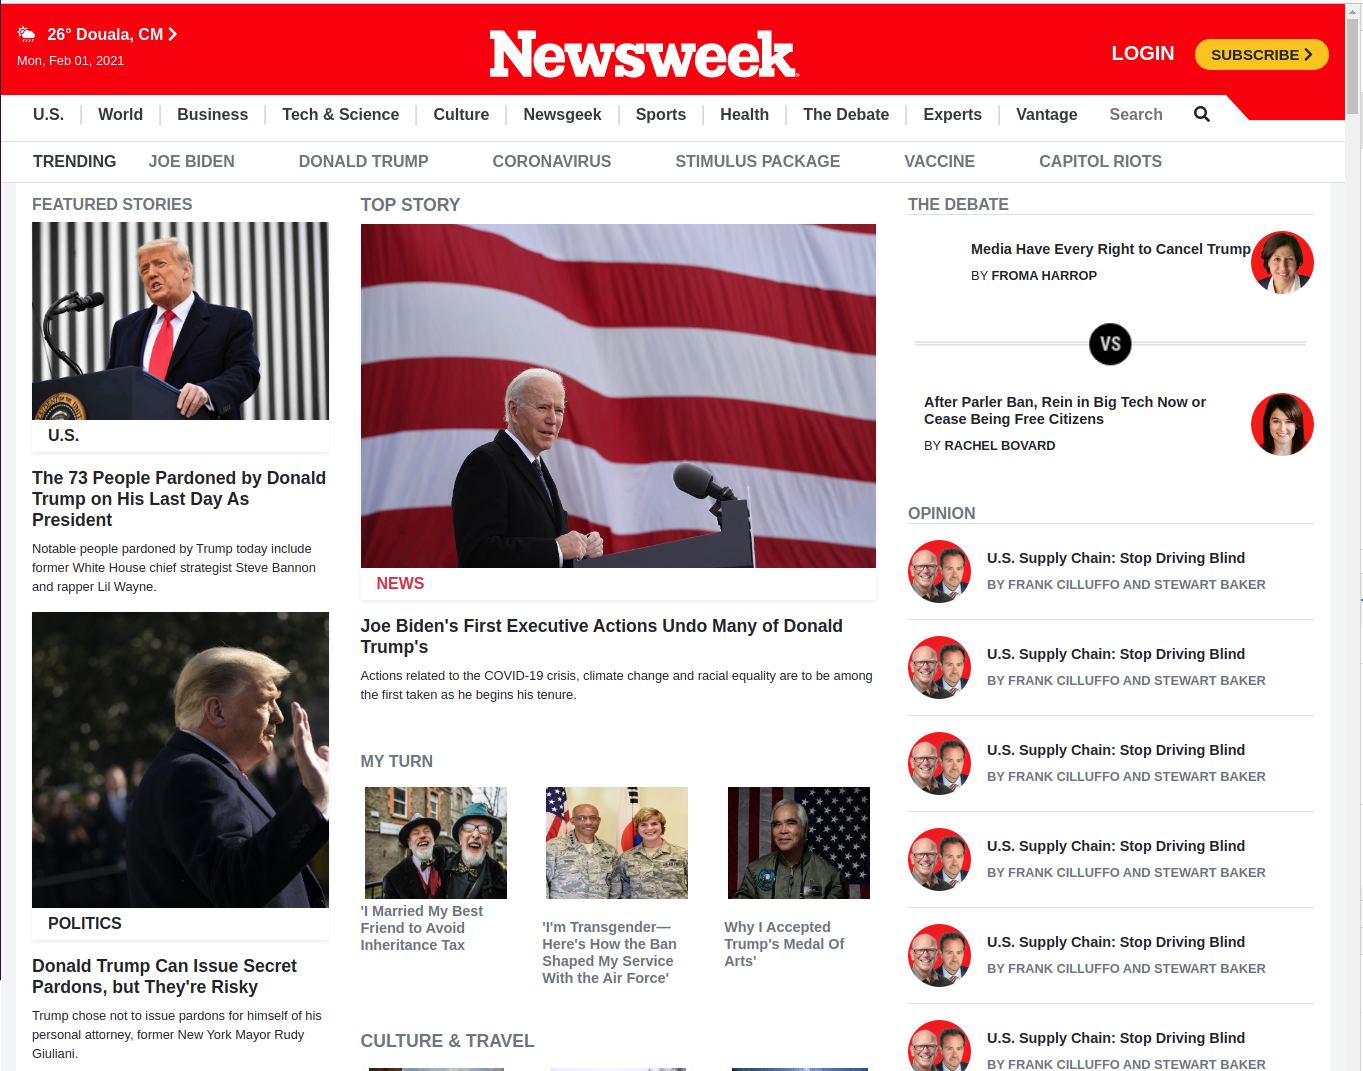 26° Douala, CM
Mon, Feb 01, 2021
Newsweek
LOGIN
SUBSCRIBE
U.S.
World
Business
Tech & Science
Culture
Newsgeek
Sports
Health
The Debate
Experts
Vantage
Search
TRENDING
JOE BIDEN
DONALD TRUMP
CORONAVIRUS
STIMULUS PACKAGE
VACCINE
CAPITOL RIOTS
FEATURED STORIES
U.S.
The 73 People Pardoned by Donald
Trump on His Last Day As
President
Notable people pardoned by Trump today include
former White House chief strategist Steve Bannon
and rapper Lil Wayne.
POLITICS
Donald Trump Can Issue Secret
Pardons, but They're Risky
Trump chose not to issue pardons for himself of his
personal attorney, former New York Mayor Rudy
Giuliani.
TOP STORY
NEWS
Joe Biden's First Executive Actions Undo Many of Donald
Trump's
Actions related to the COVID-19 crisis, climate change and racial equality are to be among
the first taken as he begins his tenure.
MY TURN
'I Married My Best
Friend to Avoid
Inheritance Tax
'I'm Transgender—
Here's How the Ban
Shaped My Service
With the Air Force'
Why I Accepted
Trump's Medal Of
Arts'
CULTURE & TRAVEL
THE DEBATE
Media Have Every Right to Cancel Trump
BY FROMA HARROP
VS
After Parler Ban, Rein in Big Tech Now or
Cease Being Free Citizens
BY RACHEL BOVARD
OPINION
U.S. Supply Chain: Stop Driving Blind
BY FRANK CILLUFFO AND STEWART BAKER
U.S. Supply Chain: Stop Driving Blind
BY FRANK CILLUFFO AND STEWART BAKER
U.S. Supply Chain: Stop Driving Blind
BY FRANK CILLUFFO AND STEWART BAKER
U.S. Supply Chain: Stop Driving Blind
BY FRANK CILLUFFO AND STEWART BAKER
U.S. Supply Chain: Stop Driving Blind
BY FRANK CILLUFFO AND STEWART BAKER
U.S. Supply Chain: Stop Driving Blind
BY FRANK CILLUFFO AND STEWART BAKER